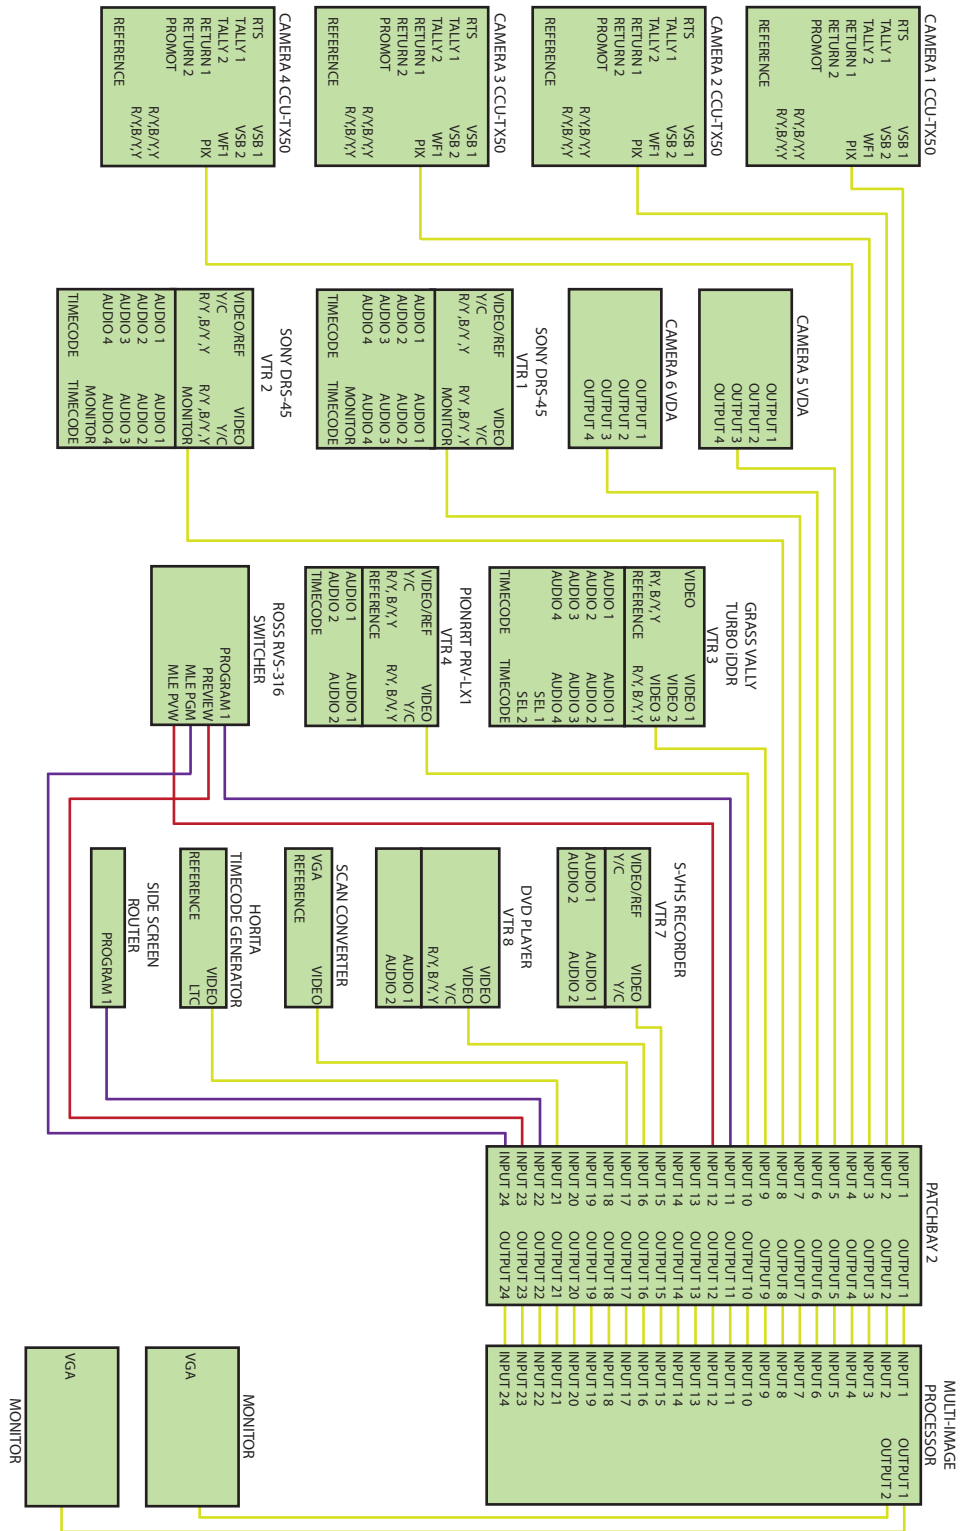 CAMERA 1 CCU-TX50
RTS
TALLY 1
TALLY 2
RETURN 1
RETURN 2
PROMOT
REFERENCE
VSB 1
VSB 2
WF1
PIX
R/Y,B/Y,Y
R/Y,B/Y,Y
CAMERA 2 CCU-TX50
RTS
TALLY 1
TALLY 2
RETURN 1
RETURN 2
PROMOT
REFERENCE
VSB 1
VSB 2
WF1
PIX
R/Y,B/Y,Y
R/Y,B/Y,Y
CAMERA 3 CCU-TX50
RTS
TALLY 1
TALLY 2
RETURN 1
RETURN 2
PROMOT
REFERENCE
VSB 1
VSB 2
WF1
PIX
R/Y,B/Y,Y
R/Y,B/Y,Y
CAMERA 4 CCU-TX50
RTS
TALLY 1
TALLY 2
RETURN 1
RETURN 2
PROMOT
REFERENCE
VSB 1
VSB 2
WF1
PIX
R/Y,B/Y,Y
R/Y,B/Y,Y
CAMERA 5 VDA
OUTPUT 1
OUTPUT 2
OUTPUT 3
OUTPUT 4
CAMERA 6 VDA
OUTPUT 1
OUTPUT 2
OUTPUT 3
OUTPUT 4
SONY DRS-45
VTR 1
VIDEO/REF
Y/C
R/Y ,B/Y ,Y
VIDEO
Y/C
R/Y ,B/Y ,Y
MONITOR
AUDIO 1
AUDIO 2
AUDIO 3
AUDIO 4
TIMECODE
AUDIO 1
AUDIO 2
AUDIO 3
AUDIO 4
MONITOR
TIMECODE
SONY DRS-45
VTR 2
VIDEO/REF
Y/C
R/Y ,B/Y ,Y
VIDEO
Y/C
R/Y ,B/Y ,Y
MONITOR
AUDIO 1
AUDIO 2
AUDIO 3
AUDIO 4
TIMECODE
AUDIO 1
AUDIO 2
AUDIO 3
AUDIO 4
MONITOR
TIMECODE
GRASS VALLY
TURBO iDDR
VTR 3
VIDEO
RY, B/Y, Y
REFERENCE
VIDEO 1
VIDEO 2
VIDEO 3
R/Y, B/Y, Y
AUDIO 1
AUDIO 2
AUDIO 3
AUDIO 4
TIMECODE
AUDIO 1
AUDIO 2
AUDIO 3
AUDIO 4
SEL 1
SEL 2
TIMECODE
PIONRRT PRV-LX1
VTR 4
VIDEO/REF
Y/C
R/Y, B/Y, Y
REFERENCE
VIDEO
Y/C
R/Y, B/V, Y
AUDIO 1
AUDIO 2
TIMECODE
AUDIO 1
AUDIO 2
ROSS RVS-316
SWITCHER
PROGRAM 1
PREVIEW
MLE PGM
MLE PVW
S-VHS RECORDER
VTR 7
VIDEO/REF
Y/C
VIDEO
Y/C
AUDIO 1
AUDIO 2
AUDIO 1
AUDIO 2
DVD PLAYER
VTR 8
VIDEO
VIDEO
Y/C
R/Y, B/Y, Y
AUDIO 1
AUDIO 2
SCAN CONVERTER
VGA
REFERENCE
VIDEO
HORITA
TIMECODE GENERATOR
REFERENCE
VIDEO
LTC
SIDE SCREEN
ROUTER
PROGRAM 1
PATCHBAY 2
INPUT 1 OUTPUT 1
INPUT 2 OUTPUT 2
INPUT 3 OUTPUT 3
INPUT 4 OUTPUT 4
INPUT 5 OUTPUT 5
INPUT 6 OUTPUT 6
INPUT 7 OUTPUT 7
INPUT 8 OUTPUT 8
INPUT 9 OUTPUT 9
INPUT 10 OUTPUT 10
INPUT 11 OUTPUT 11
INPUT 12 OUTPUT 12
INPUT 13 OUTPUT 13
INPUT 14 OUTPUT 14
INPUT 15 OUTPUT 15
INPUT 16 OUTPUT 16
INPUT 17 OUTPUT 17
INPUT 18 OUTPUT 18
INPUT 19 OUTPUT 19
INPUT 20 OUTPUT 20
INPUT 21 OUTPUT 21
INPUT 22 OUTPUT 22
INPUT 23 OUTPUT 23
INPUT 24 OUTPUT 24
MULTI-IMAGE
PROCESSOR
INPUT 1 OUTPUT 1
INPUT 2 OUTPUT 2
INPUT 3
INPUT 4
INPUT 5
INPUT 6
INPUT 7
INPUT 8
INPUT 9
INPUT 10
INPUT 11
INPUT 12
INPUT 13
INPUT 14
INPUT 15
INPUT 16
INPUT 17
INPUT 18
INPUT 19
INPUT 20
INPUT 21
INPUT 22
INPUT 23
INPUT 24
MONITOR
VGA
MONITOR
VGA